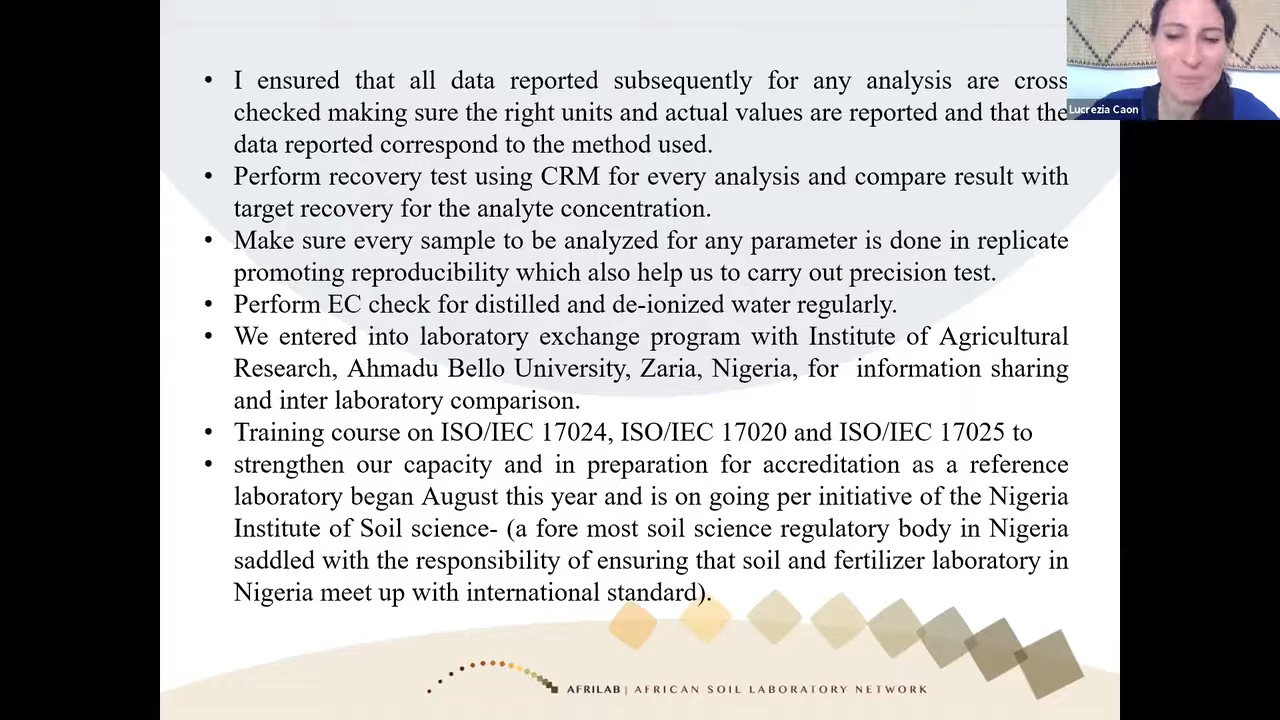 • I ensured that all data reported subsequently for any analysis are cross
checked making sure the right units and actual values are reported and that the
data reported correspond to the method used.
• Perform recovery test using CRM for every analysis and compare result with
target recovery for the analyte concentration.
• Make sure every sample to be analyzed for any parameter is done in replicate
promoting reproducibility which also help us to carry out precision test.
• Perform EC check for distilled and de-ionized water regularly.
• We entered into laboratory exchange program with Institute of Agricultural
Research, Ahmadu Bello University, Zaria, Nigeria, for information sharing
and inter laboratory comparison.
• Training course on ISO/IEC 17024, ISO/IEC 17020 and ISO/IEC 17025 to
• strengthen our capacity and in preparation for accreditation as a reference
laboratory began August this year and is on going per initiative of the Nigeria
Institute of Soil science- (a fore most soil science regulatory body in Nigeria
saddled with the responsibility of ensuring that soil and fertilizer laboratory in
Nigeria meet up with international standard).
Lucrezia Caon
AFRILAB | AFRICAN SOIL LABORATORY NETWORK